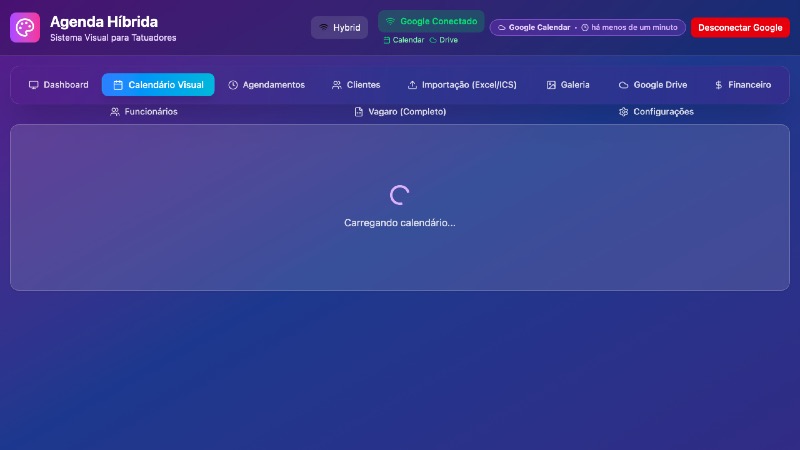 Agenda Híbrida
Sistema Visual para Tatuadores
Hybrid
Google Conectado
Calendar Drive
Google Calendar • há menos de um minuto
Desconectar Google
Dashboard
Calendário Visual
Agendamentos
Clientes
Importação (Excel/ICS)
Galeria
Google Drive
Financeiro
Funcionários
Vagaro (Completo)
Configurações
Carregando calendário...